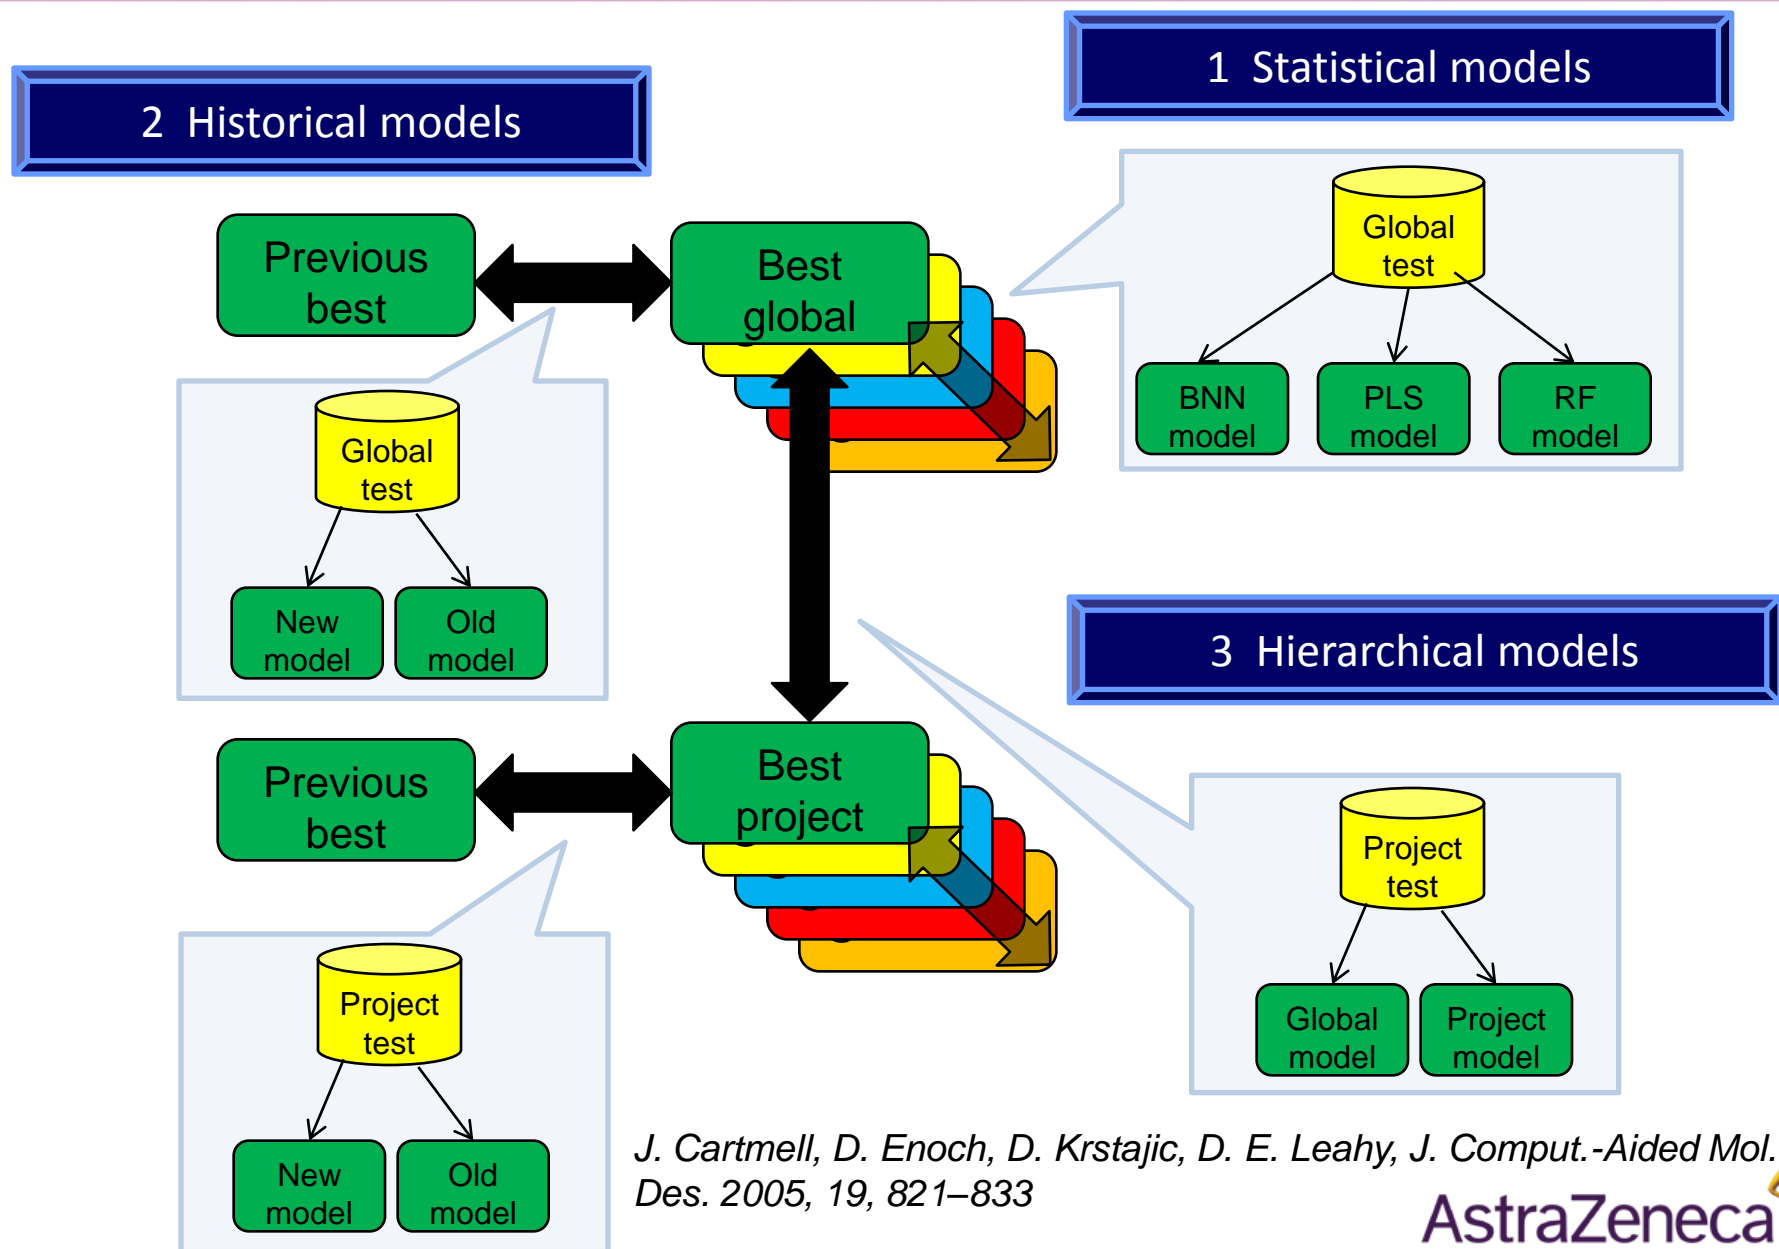 1 Statistical models
2 Historical models
Previous
best
Best
global
Global
test
BNN
model
PLS
model
RF
model
Global
test
New
model
Old
model
3 Hierarchical models
Previous
best
Best
project
Project
test
Global
model
Project
model
Project
test
New
model
Old
model
J. Cartmell, D. Enoch, D. Krstajic, D. E. Leahy, J. Comput.-Aided Mol.
Des. 2005, 19, 821–833
AstraZeneca